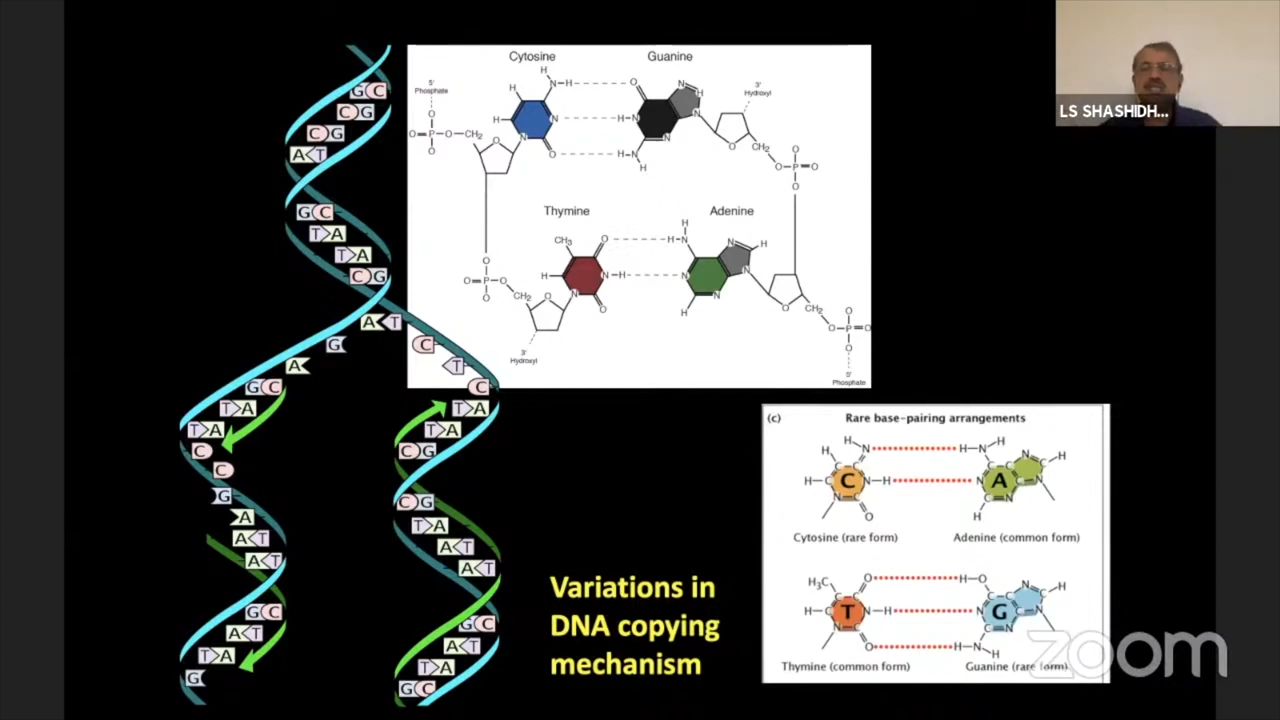 LS SHASHIDH...
Cytosine
Guanine
5'
Phosphate
3'
Hydroxyl
Thymine
Adenine
3'
Hydroxyl
5'
Phosphate
G C
C G
C G
A T
G C
T A
T A
C G
A T
G
C
A
T
G C
C
T A
T A
T A
T A
C
C G
C
G
C G
A
T A
A T
A T
A T
A T
G C
G C
A T
A T
T A
T A
G
G C
Variations in
DNA copying
mechanism
(c)
Rare base-pairing arrangements
C
A
Cytosine (rare form)
Adenine (common form)
T
G
Thymine (common form)
Guanine (rare form)
zoom